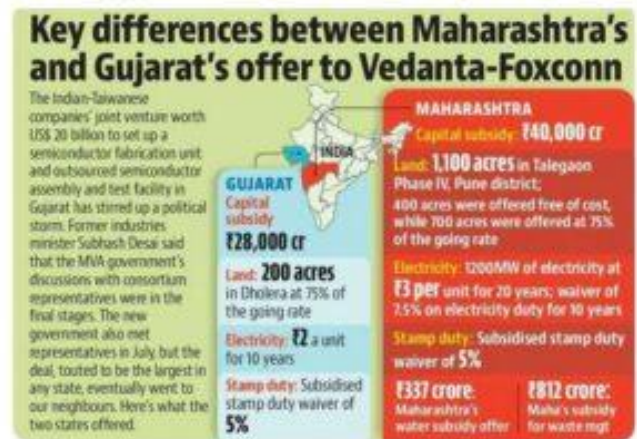 Key differences between Maharashtra's
and Gujarat's offer to Vedanta-Foxconn
The Indian-Taiwanese
companies' joint venture worth
US$ 20 billion to set up a
semiconductor fabrication unit
and outsourced semiconductor
assembly and test facility in
Gujarat has stirred up a political
storm. Former industries
minister Subhash Desai said
that the MVA government's
discussions with consortium
representatives were in the
final stages. The new
government also met
representatives in July, but the
deal, touted to be the largest in
any state, eventually went to
our neighbours. Here's what the
two states offered.
INDIA
GUJARAT
Capital
subsidy
₹28,000 cr
Land: 200 acres
in Dholera at 75% of
the going rate
Electricity: ₹2 a unit
for 10 years
Stamp duty: Subsidised
stamp duty waiver of
5%
MAHARASHTRA
Capital subsidy: ₹40,000 cr
Land: 1,100 acres in Talegaon
Phase IV, Pune district;
400 acres were offered free of cost,
while 700 acres were offered at 75%
of the going rate
Electricity: 1200MW of electricity at
₹3 per unit for 20 years; waiver of
7.5% on electricity duty for 10 years
Stamp duty: Subsidised stamp duty
waiver of 5%
₹337 crore:
Maharashtra's
water subsidy offer
₹812 crore:
Maha's subsidy
for waste mgt